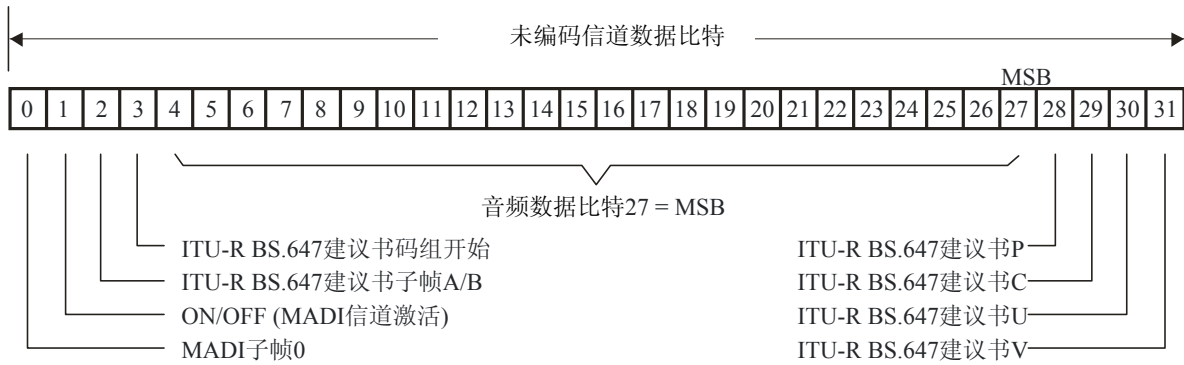 未编码信道数据比特
MSB
0 1 2 3 4 5 6 7 8 9 10 11 12 13 14 15 16 17 18 19 20 21 22 23 24 25 26 27 28 29 30 31
音频数据比特27 = MSB
ITU-R BS.647建议书码组开始 ITU-R BS.647建议书P
ITU-R BS.647建议书子帧A/B ITU-R BS.647建议书C
ON/OFF (MADI信道激活) ITU-R BS.647建议书U
MADI子帧0 ITU-R BS.647建议书V